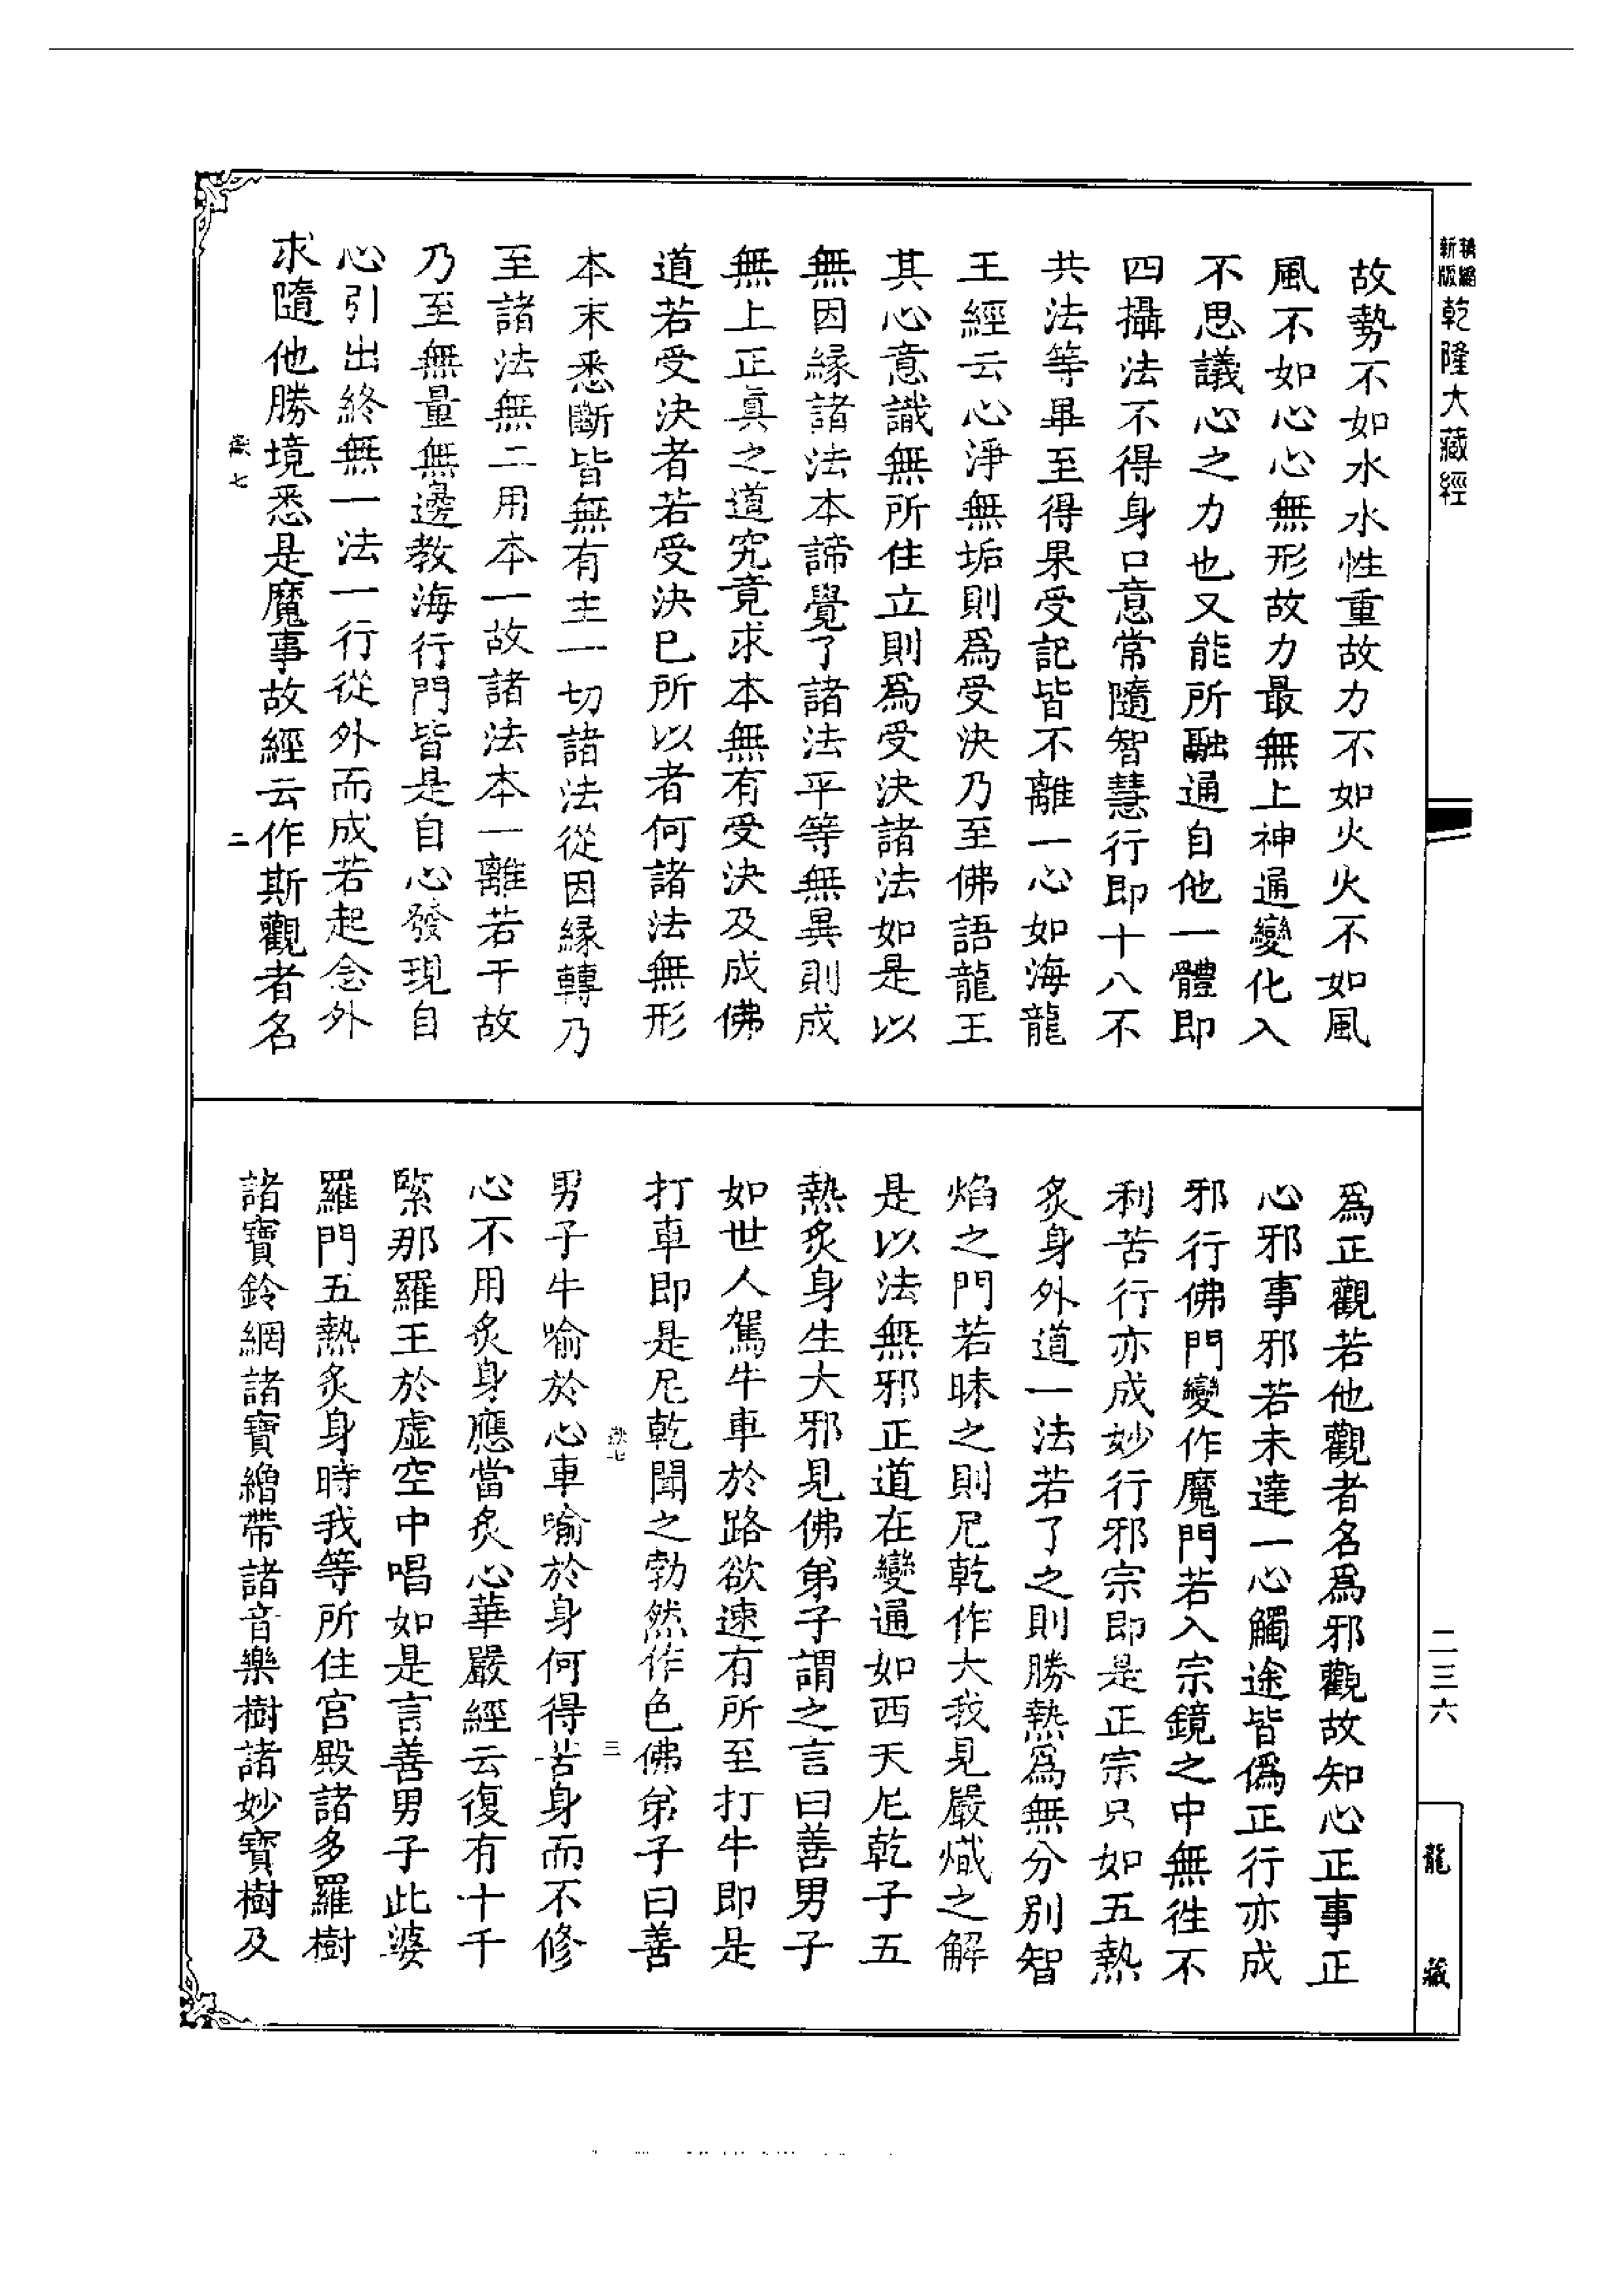 乾隆大藏經
故勢不如水水性重故力不如火火不如風
風不如心心無形故力最無上神通變化入
不思議心之力也又能所融通自他一體即
四攝法不得身口意常隨智慧行即十八不
共法等畢至得果受記皆不離一心如海龍
王經云心淨無垢則爲受決乃至佛語龍王
其心意識無所住立則爲受決諸法如是以
無因緣諸法本諦覺了諸法平等無異則成
無上正眞之道究竟求本無有受決及成佛
道若受決者若受決已所以者何諸法無形
本末悉斷皆無有主一切諸法從因緣轉乃
至諸法無二用本一故諸法本一離若干故
乃至無量無邊教海行門皆是自心發現自
心引出終無一法一行從外而成若起念外
求隨他勝境悉是魔事故經云作斯觀者名
二
爲正觀若他觀者名爲邪觀故知心正事正
心邪事邪若未達一心觸途皆僞正行亦成
邪行佛門變作魔門若入宗鏡之中無往不
利苦行亦成妙行邪宗即是正宗只如五熱
炙身外道一法若了之則勝熱爲無分別智
焰之門若昧之則尼乾作大我見嚴熾之解
是以法無邪正道在變通如西天尼乾子五
熱炙身生大邪見佛弟子謂之言曰善男子
如世人駕牛車於路欲速有所至打牛即是
打車即是尼乾聞之勃然作色佛弟子曰善
三
男子牛喻於心車喻於身何得苦身而不修
心不用炙身應當炙心華嚴經云復有十千
緊那羅王於虛空中唱如是言善男子此婆
羅門五熱炙身時我等所住宮殿諸多羅樹
諸寶鈴網諸寶繒帶諸音樂樹諸妙寶樹及
二三六
龍藏